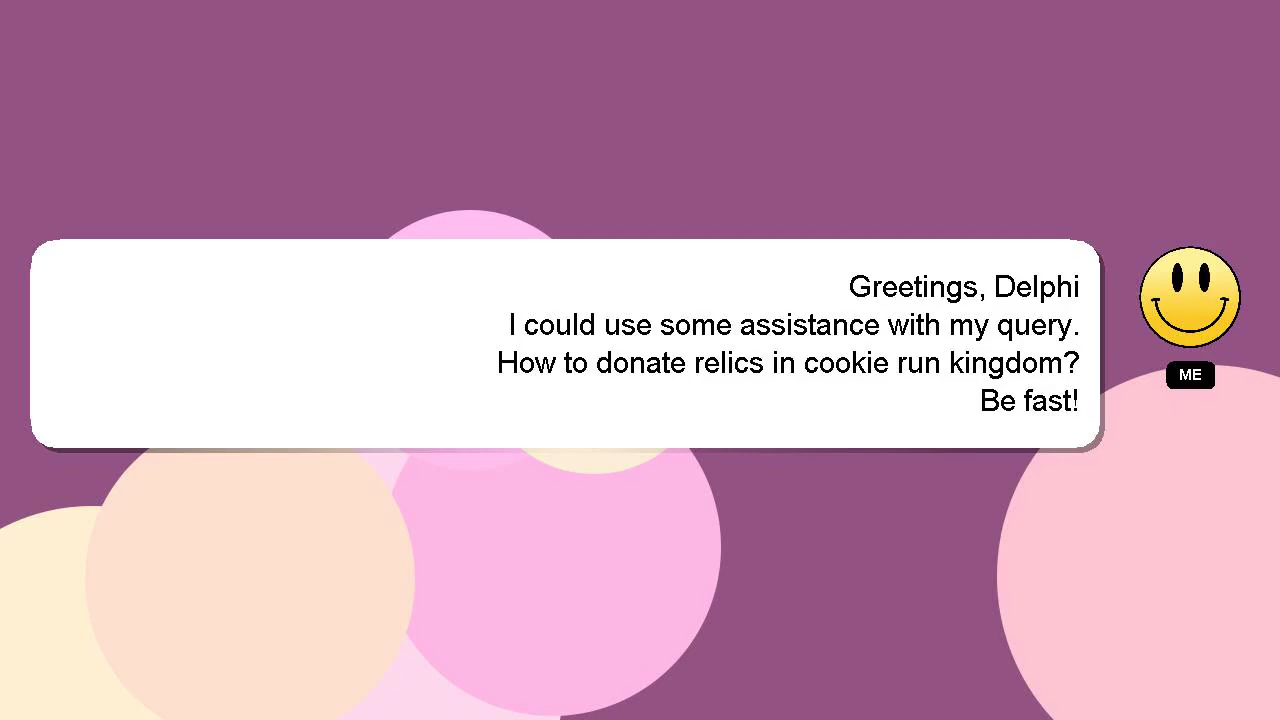 Greetings, Delphi
I could use some assistance with my query.
How to donate relics in cookie run kingdom?
Be fast!
ME